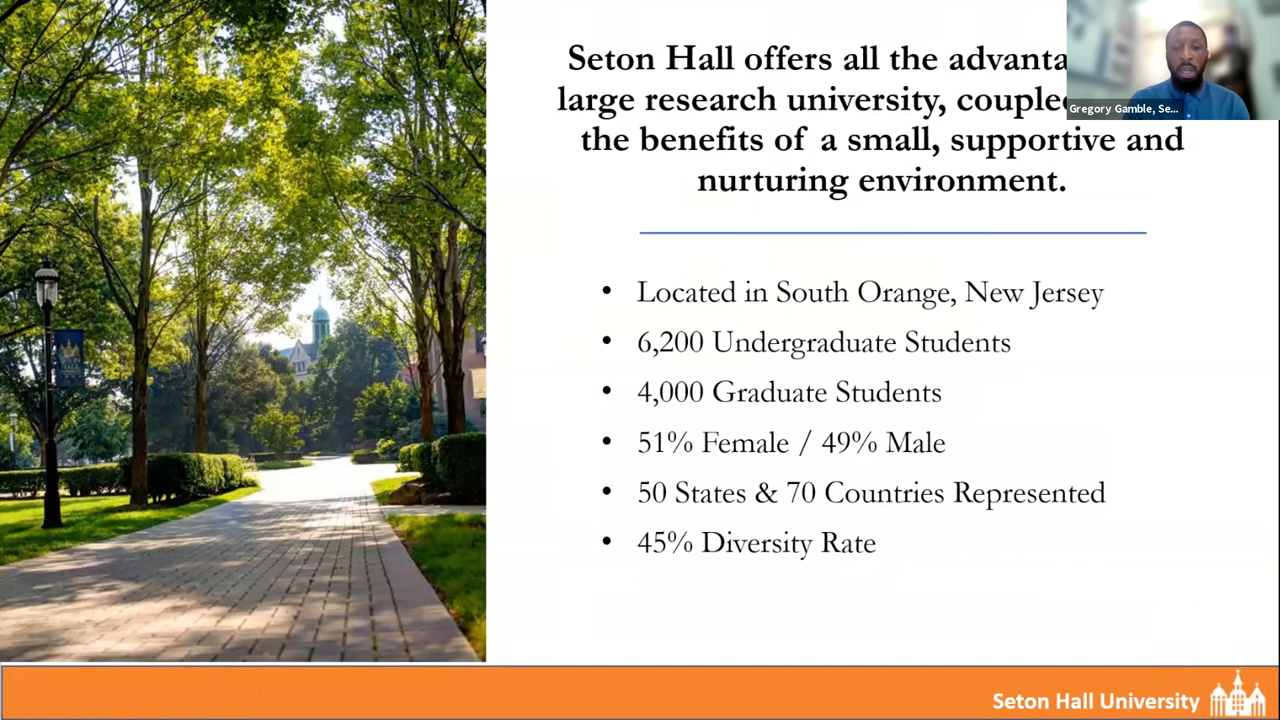 Seton Hall offers all the
large research university,
the benefits of a small, supportive and
nurturing environment.
Gregory Gamble, Se...
• Located in South Orange, New Jersey
• 6,200 Undergraduate Students
• 4,000 Graduate Students
• 51% Female / 49% Male
• 50 States & 70 Countries Represented
• 45% Diversity Rate
Seton Hall University